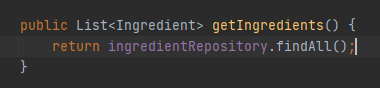 public List<Ingredient> getIngredients() {
    return ingredientRepository.findAll();
}